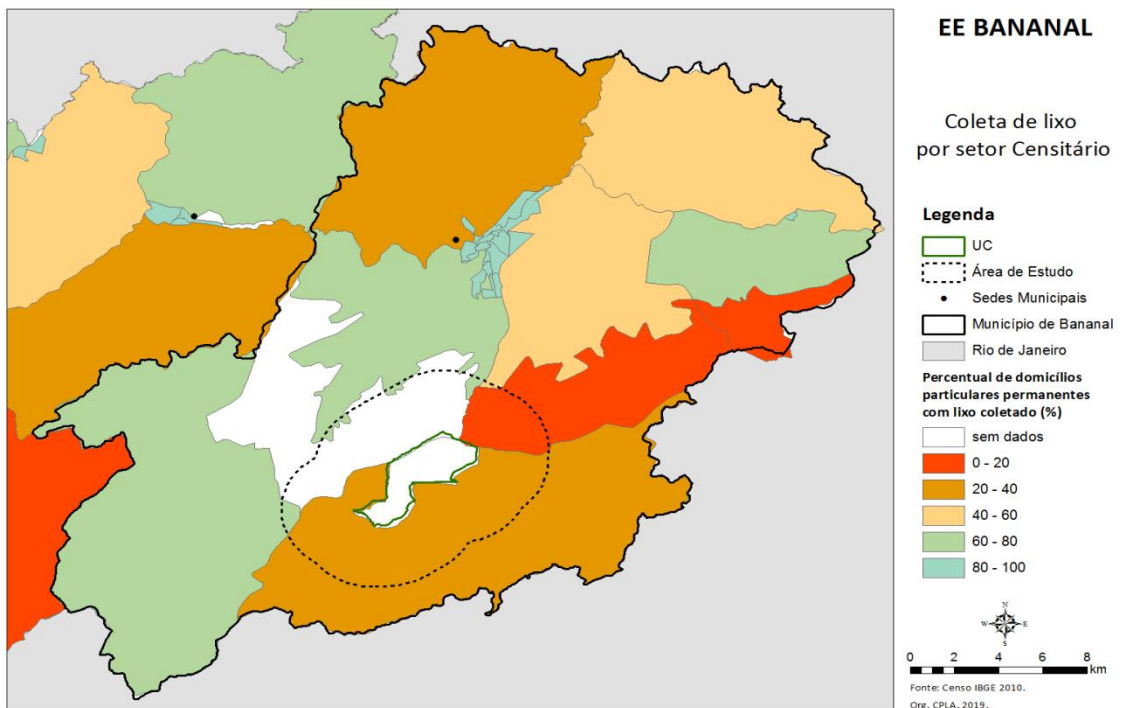 EE BANANAL
Coleta de lixo
por setor Censitário
Legenda
UC
Área de Estudo
Sedes Municipais
Município de Bananal
Rio de Janeiro
Percentual de domicílios
particulares permanentes
com lixo coletado (%)
sem dados
0 - 20
20 - 40
40 - 60
60 - 80
80 - 100
N
W E
S
0 2 4 6 8
km
Fonte: Censo IBGE 2010.
Org. CPLA, 2019.